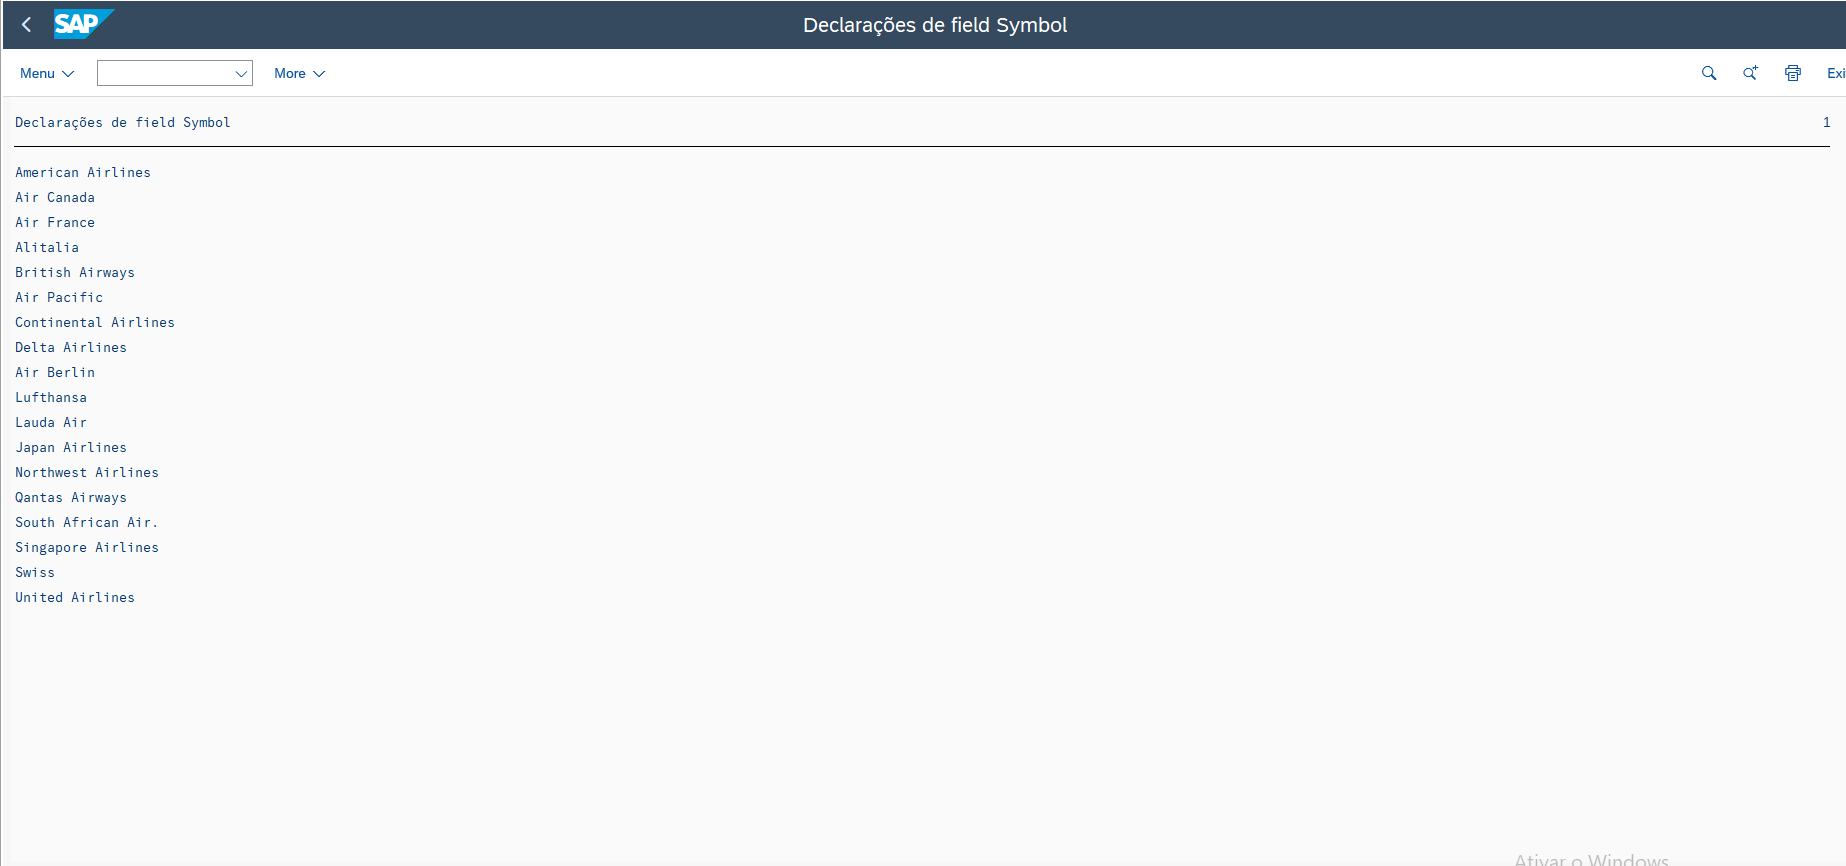 SAP
Declarações de field Symbol
Menu
More
Exi
Declarações de field Symbol 1
American Airlines
Air Canada
Air France
Alitalia
British Airways
Air Pacific
Continental Airlines
Delta Airlines
Air Berlin
Lufthansa
Lauda Air
Japan Airlines
Northwest Airlines
Qantas Airways
South African Air.
Singapore Airlines
Swiss
United Airlines
Ativar o Windows